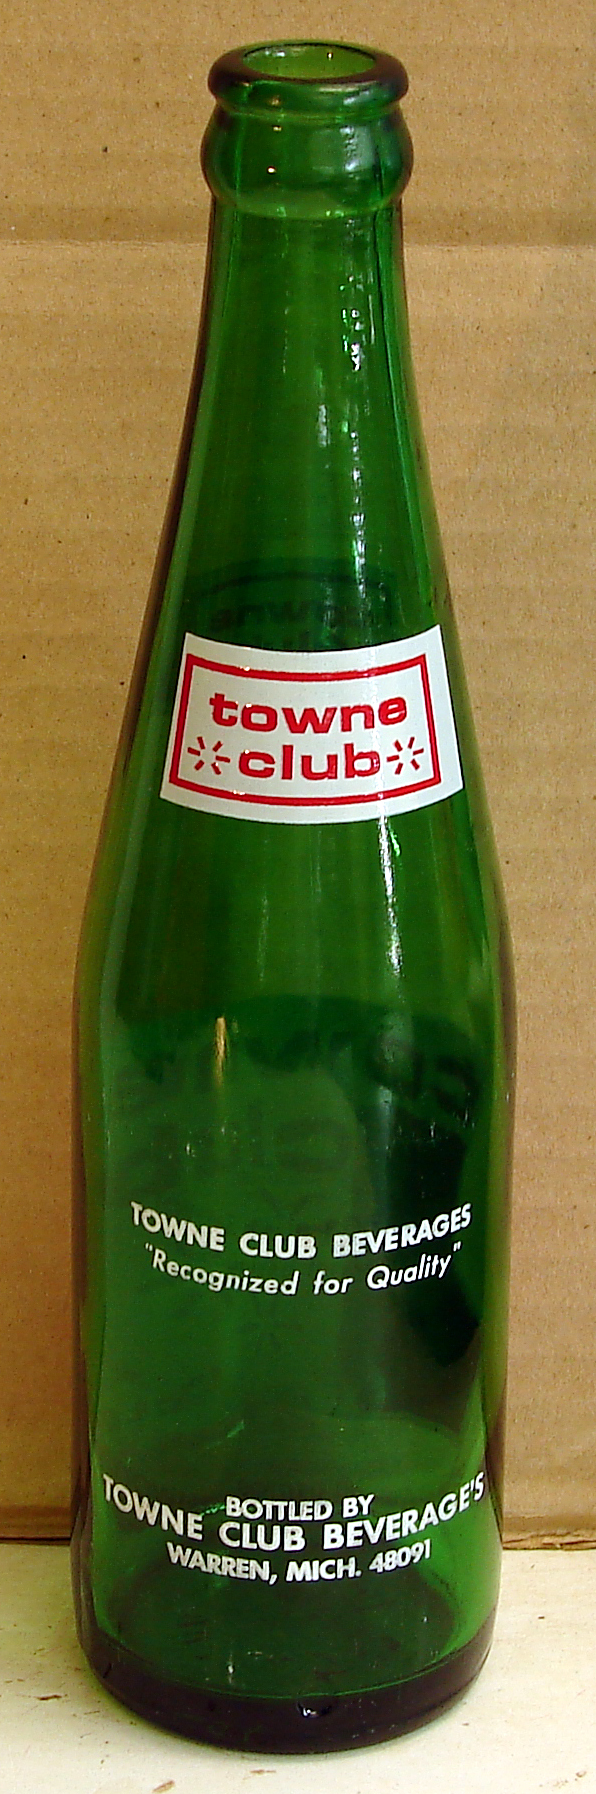 towne
club
TOWNE CLUB BEVERAGES
"Recognized for Quality"
BOTTLED BY
TOWNE CLUB BEVERAGE'S
WARREN, MICH. 48091